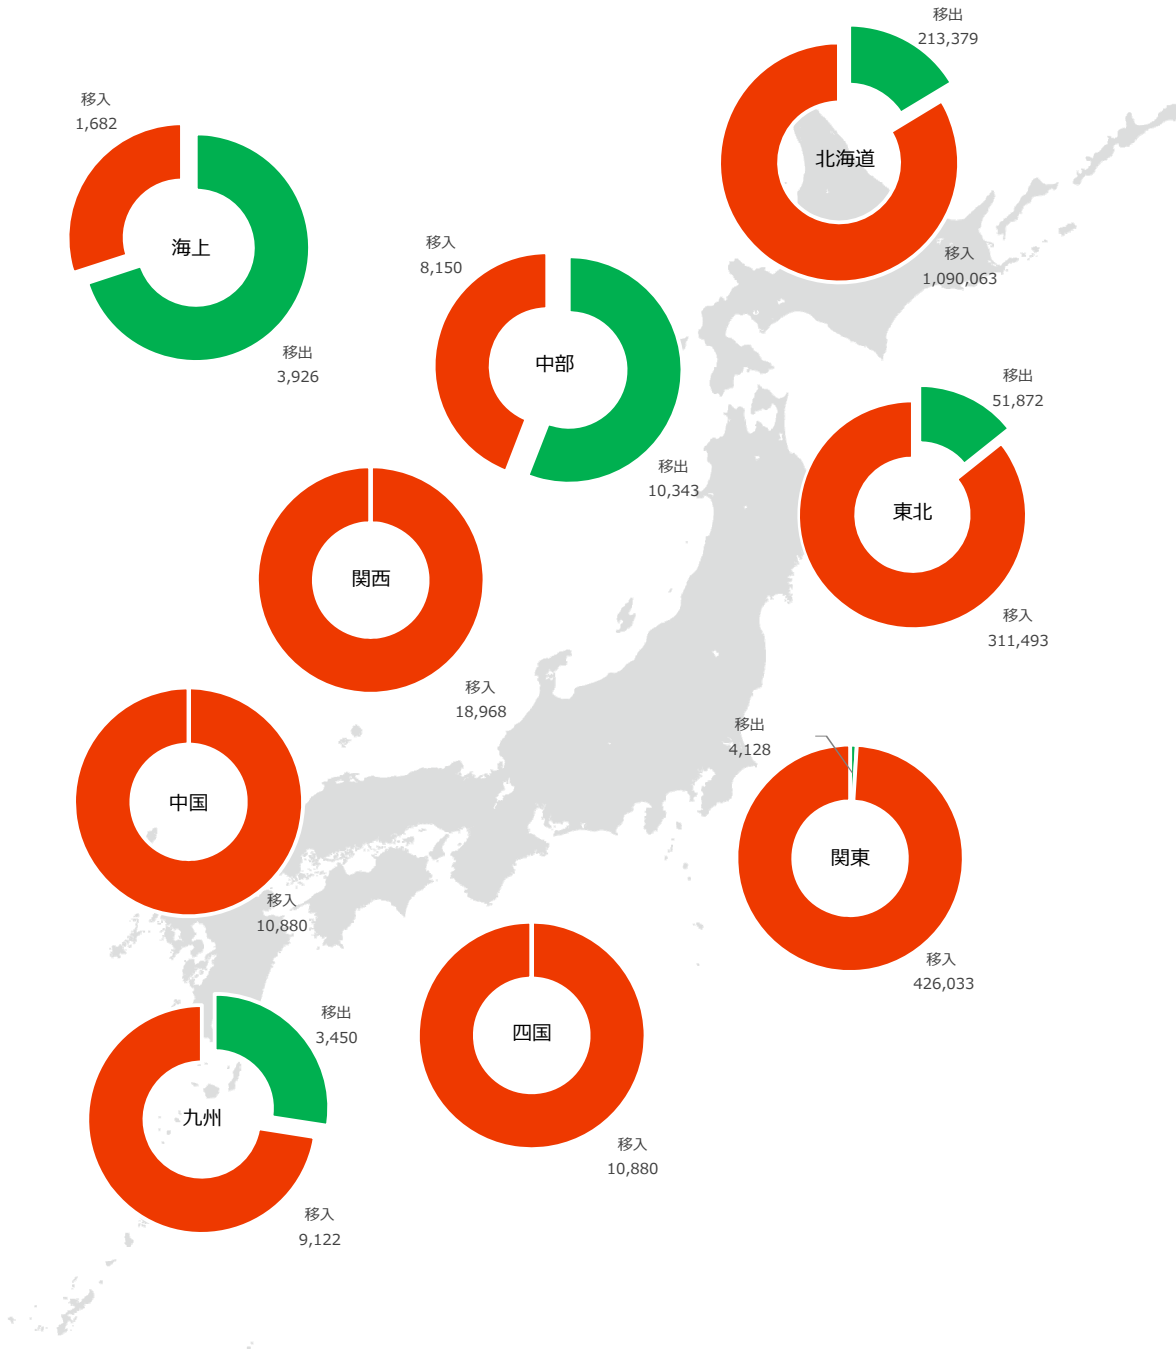 移出
213,379
北海道
移入
1,090,063
移入
1,682
海上
移出
3,926
移入
8,150
中部
移出
10,343
移出
51,872
東北
移入
311,493
関西
移入
18,968
中国
移入
10,880
移出
4,128
関東
移入
426,033
移出
3,450
九州
移入
9,122
四国
移入
10,880